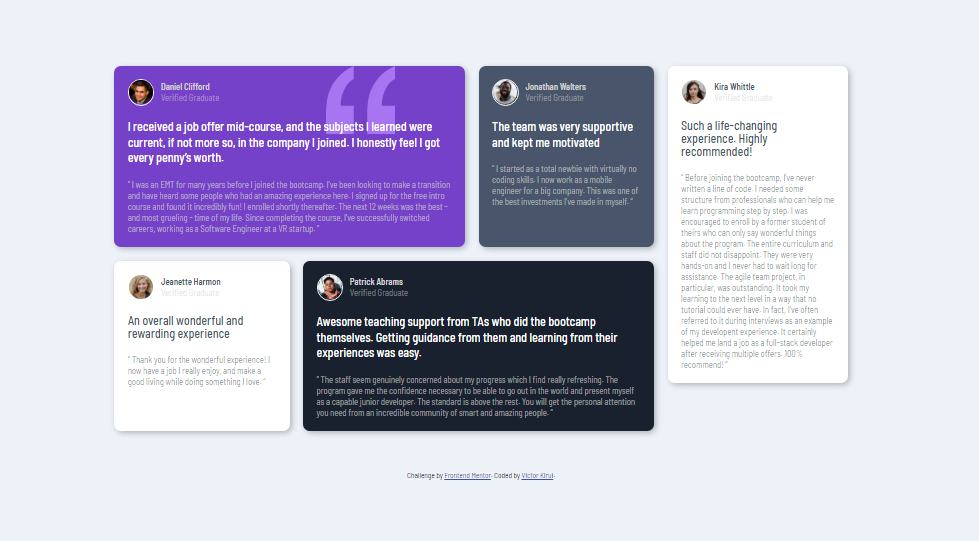 Daniel Clifford
Verified Graduate
I received a job offer mid-course, and the subjects I learned were
current, if not more so, in the company I joined. I honestly feel I got
every penny's worth.
" I was an EMT for many years before I joined the bootcamp. I've been looking to make a transition
and have heard some people who had an amazing experience here. I signed up for the free intro
course and found it incredibly fun! I enrolled shortly thereafter. The next 12 weeks was the best -
and most grueling - time of my life. Since completing the course, I've successfully switched
careers, working as a Software Engineer at a VR startup. "
Jonathan Walters
Verified Graduate
The team was very supportive
and kept me motivated
" I started as a total newbie with virtually no
coding skills. I now work as a mobile
engineer for a big company. This was one of
the best investments I've made in myself. "
Kira Whittle
Verified Graduate
Such a life-changing
experience. Highly
recommended!
" Before joining the bootcamp, I've never
written a line of code. I needed some
structure from professionals who can help me
learn programming step by step. I was
encouraged to enroll by a former student of
theirs who can only say wonderful things
about the program. The entire curriculum and
staff did not disappoint. They were very
hands-on and I never had to wait long for
assistance. The agile team project, in
particular, was outstanding. It took my
learning to the next level in a way that no
tutorial could ever have. In fact, I've often
referred to it during interviews as an example
of my developent experience. It certainly
helped me land a job as a full-stack developer
after receiving multiple offers. 100%
recommend! "
Jeanette Harmon
Verified Graduate
An overall wonderful and
rewarding experience
" Thank you for the wonderful experience! I
now have a job I really enjoy, and make a
good living while doing something I love. "
Patrick Abrams
Verified Graduate
Awesome teaching support from TAs who did the bootcamp
themselves. Getting guidance from them and learning from their
experiences was easy.
" The staff seem genuinely concerned about my progress which I find really refreshing. The
program gave me the confidence necessary to be able to go out in the world and present myself
as a capable junior developer. The standard is above the rest. You will get the personal attention
you need from an incredible community of smart and amazing people. "
Challenge by Frontend Mentor. Coded by Victor Kirui.